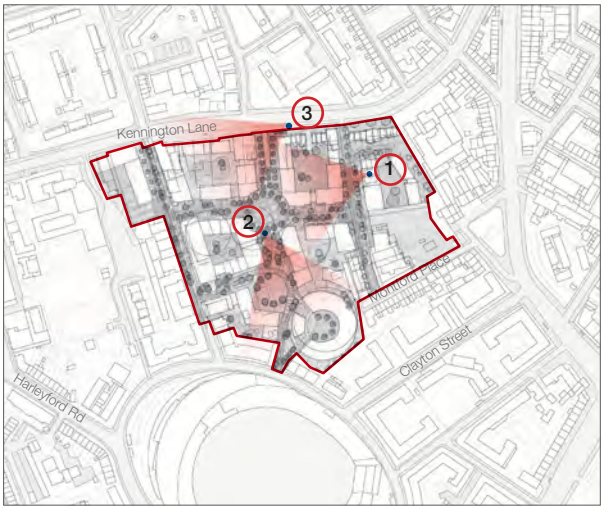 3
Kennington Lane
1
2
Montford Place
Clayton Street
Harleyford Rd